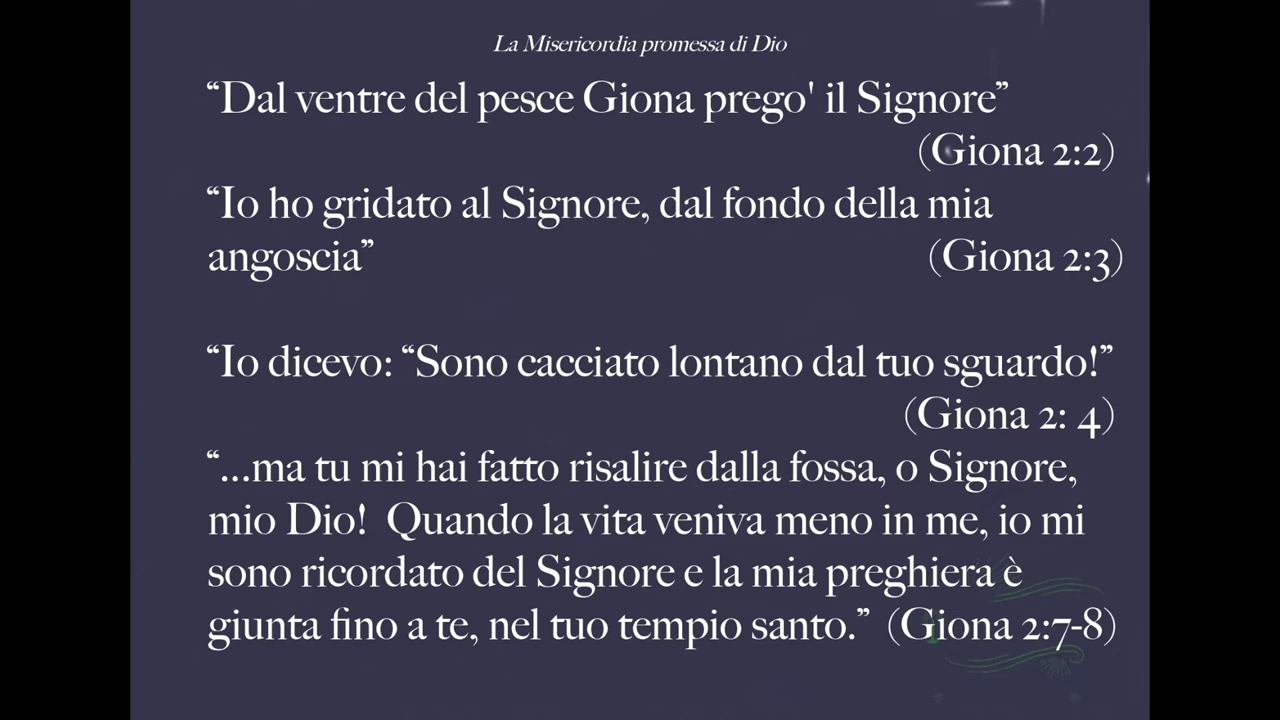 La Misericordia promessa di Dio
“Dal ventre del pesce Giona prego' il Signore”
(Giona 2:2)
“Io ho gridato al Signore, dal fondo della mia
angoscia” (Giona 2:3)
“Io dicevo: “Sono cacciato lontano dal tuo sguardo!”
(Giona 2: 4)
“...ma tu mi hai fatto risalire dalla fossa, o Signore,
mio Dio! Quando la vita veniva meno in me, io mi
sono ricordato del Signore e la mia preghiera è
giunta fino a te, nel tuo tempio santo.” (Giona 2:7-8)